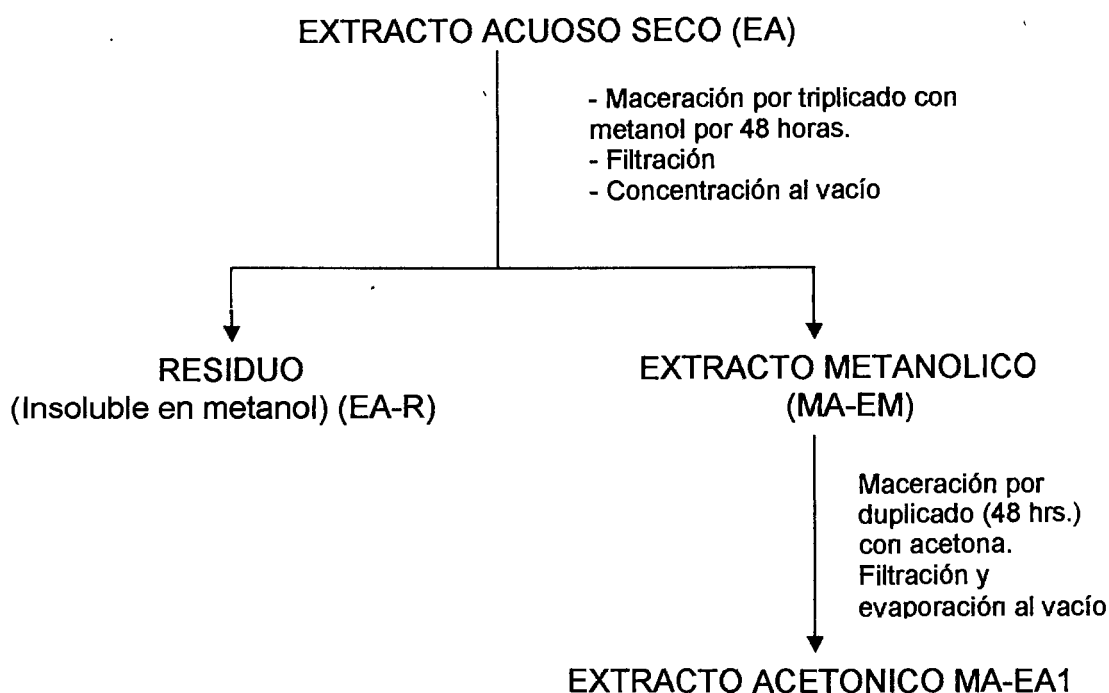 EXTRACTO ACUOSO SECO (EA)
- Maceración por triplicado con
metanol por 48 horas.
- Filtración
- Concentración al vacío
RESIDUO
(Insoluble en metanol) (EA-R)
EXTRACTO METANOLICO
(MA-EM)
Maceración por
duplicado (48 hrs.)
con acetona.
Filtración y
evaporación al vacío
EXTRACTO ACETONICO MA-EA1